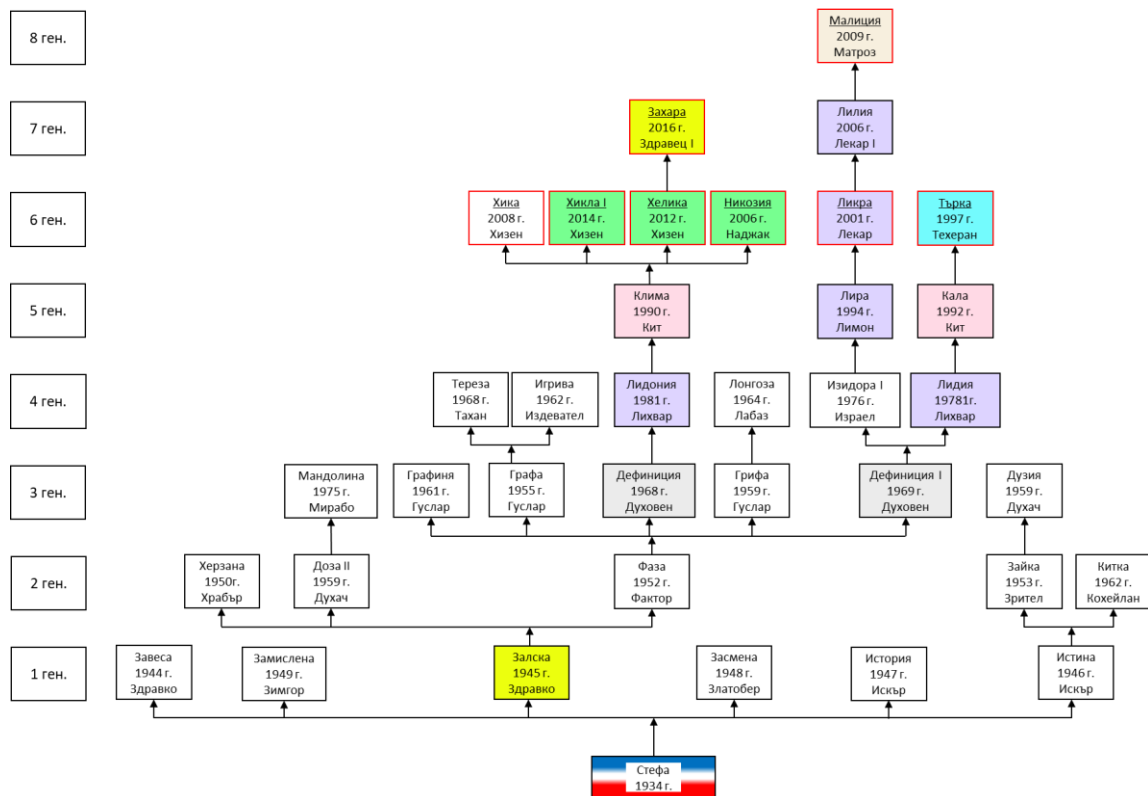 8 ген.
Малиция
2009 г.
Матроз
7 ген.
Захара
2016 г.
Здравец I
Лилия
2006 г.
Лекар I
6 ген.
Хика
2008 г.
Хизен
Хикла I
2014 г.
Хизен
Хелика
2012 г.
Хизен
Никозия
2006 г.
Наджак
Ликра
2001 г.
Лекар
Търка
1997 г.
Техеран
5 ген.
Клима
1990 г.
Кит
Лира
1994 г.
Лимон
Кала
1992 г.
Кит
4 ген.
Тереза
1968 г.
Тахан
Игрива
1962 г.
Издевател
Лидония
1981 г.
Лихвар
Лонгоза
1964 г.
Лабаз
Изидора I
1976 г.
Израел
Лидия
19781г.
Лихвар
3 ген.
Мандолина
1975 г.
Мирабо
Графиня
1961 г.
Гуслар
Графа
1955 г.
Гуслар
Дефиниция
1968 г.
Духовен
Грифа
1959 г.
Гуслар
Дефиниция I
1969 г.
Духовен
Дузия
1959 г.
Духач
2 ген.
Херзана
1950г.
Храбър
Доза II
1959 г.
Духач
Фаза
1952 г.
Фактор
Зайка
1953 г.
Зрител
Китка
1962 г.
Кохейлан
1 ген.
Завеса
1944 г.
Здравко
Замислена
1949 г.
Зимгор
Залска
1945 г.
Здравко
Засмена
1948 г.
Златобер
История
1947 г.
Искър
Истина
1946 г.
Искър
Стефа
1934 г.